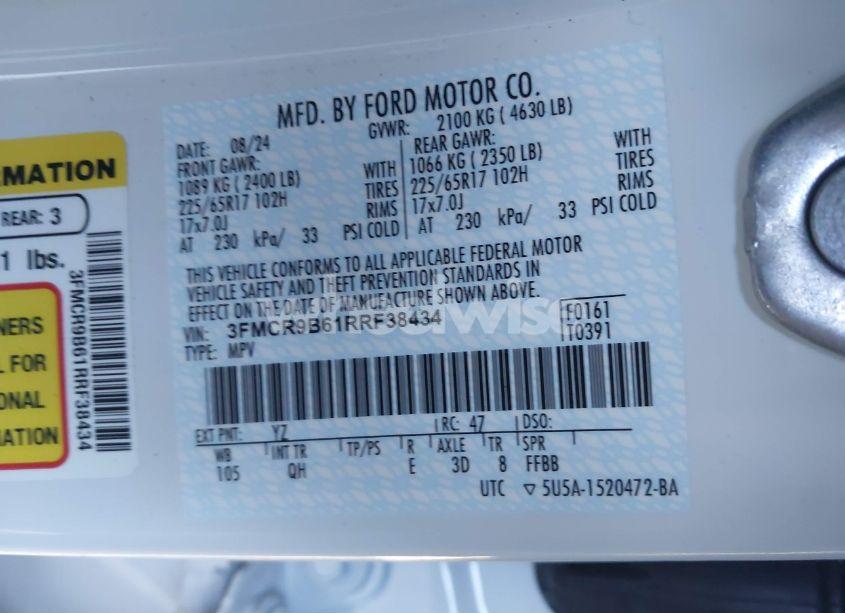 MFD. BY FORD MOTOR CO.
DATE: 08/24
GVWR: 2100 KG ( 4630 LB)
FRONT GAWR:
1089 KG ( 2400 LB) WITH
225/65R17 102H TIRES
17x7.0J RIMS
AT 230 kPa/ 33 PSI COLD
REAR GAWR: WITH
1066 KG ( 2350 LB) TIRES
225/65R17 102H RIMS
17x7.0J
AT 230 kPa/ 33 PSI COLD
THIS VEHICLE CONFORMS TO ALL APPLICABLE FEDERAL MOTOR
VEHICLE SAFETY AND THEFT PREVENTION STANDARDS IN
EFFECT ON THE DATE OF MANUFACTURE SHOWN ABOVE.
VIN: 3FMCR9B61RRF38434
TYPE: MPV
F0161
T0391
EXT PNT: YZ RC: 47 DSO:
WB INT TR TP/PS R AXLE TR SPR
105 QH E 3D 8 FFBB
UTC ▽ 5U5A-1520472-BA
EMATION
REAR: 3
1 lbs.
NERS
L FOR
ONAL
MATION
3FMCR9B61RRF38434